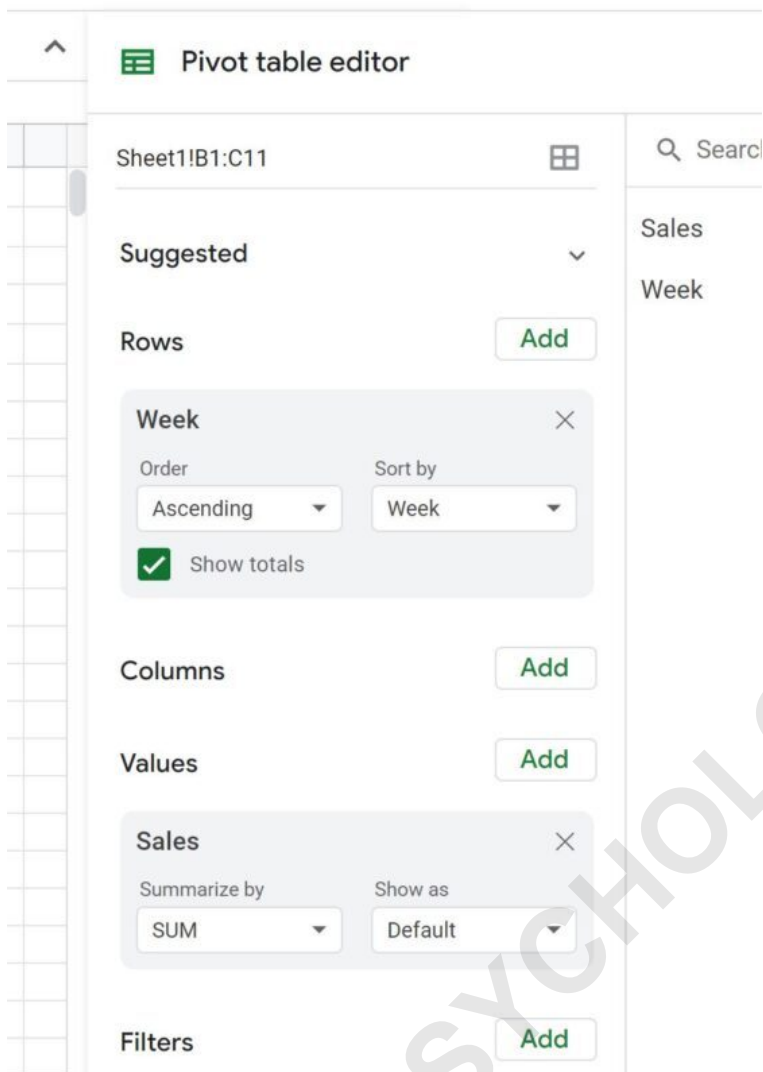 Pivot table editor
Sheet1!B1:C11
Suggested
Rows
Add
Week
Order
Sort by
Ascending
Week
Show totals
Columns
Add
Values
Add
Sales
Summarize by
Show as
SUM
Default
Filters
Add
Sales
Week